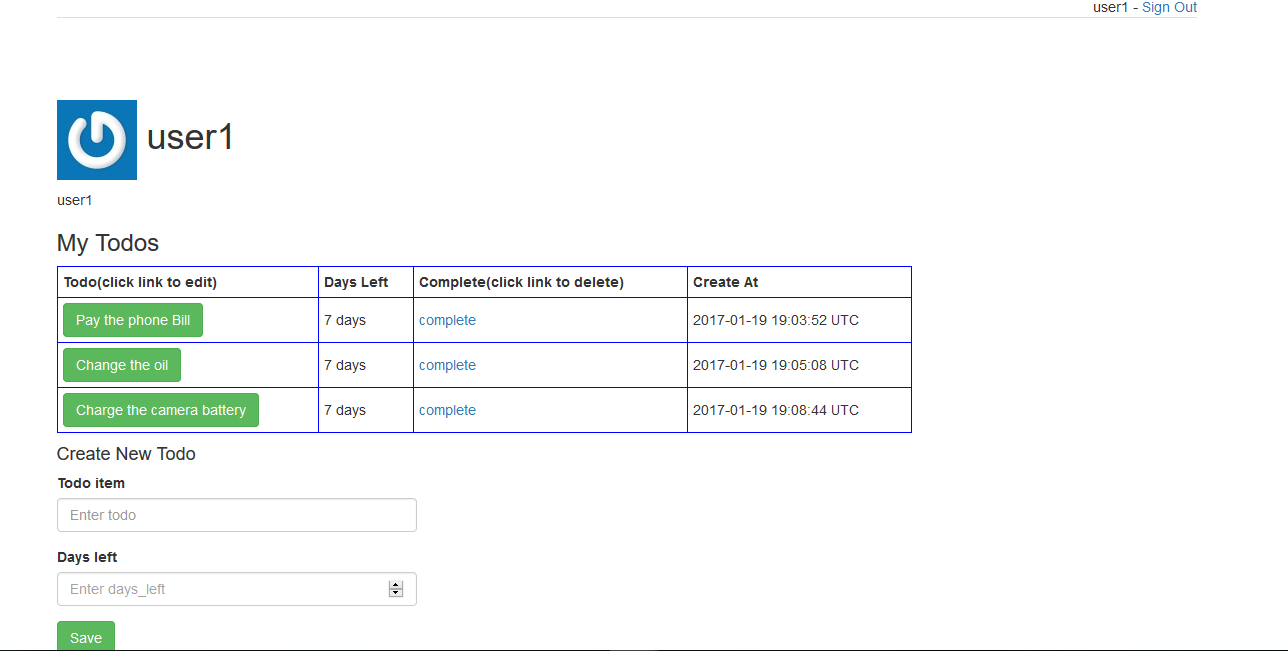 user1 - Sign Out
user1
user1
My Todos
Todo(click link to edit) Days Left Complete(click link to delete) Create At
Pay the phone Bill 7 days complete 2017-01-19 19:03:52 UTC
Change the oil 7 days complete 2017-01-19 19:05:08 UTC
Charge the camera battery 7 days complete 2017-01-19 19:08:44 UTC
Create New Todo
Todo item
Enter todo
Days left
Enter days_left
Save